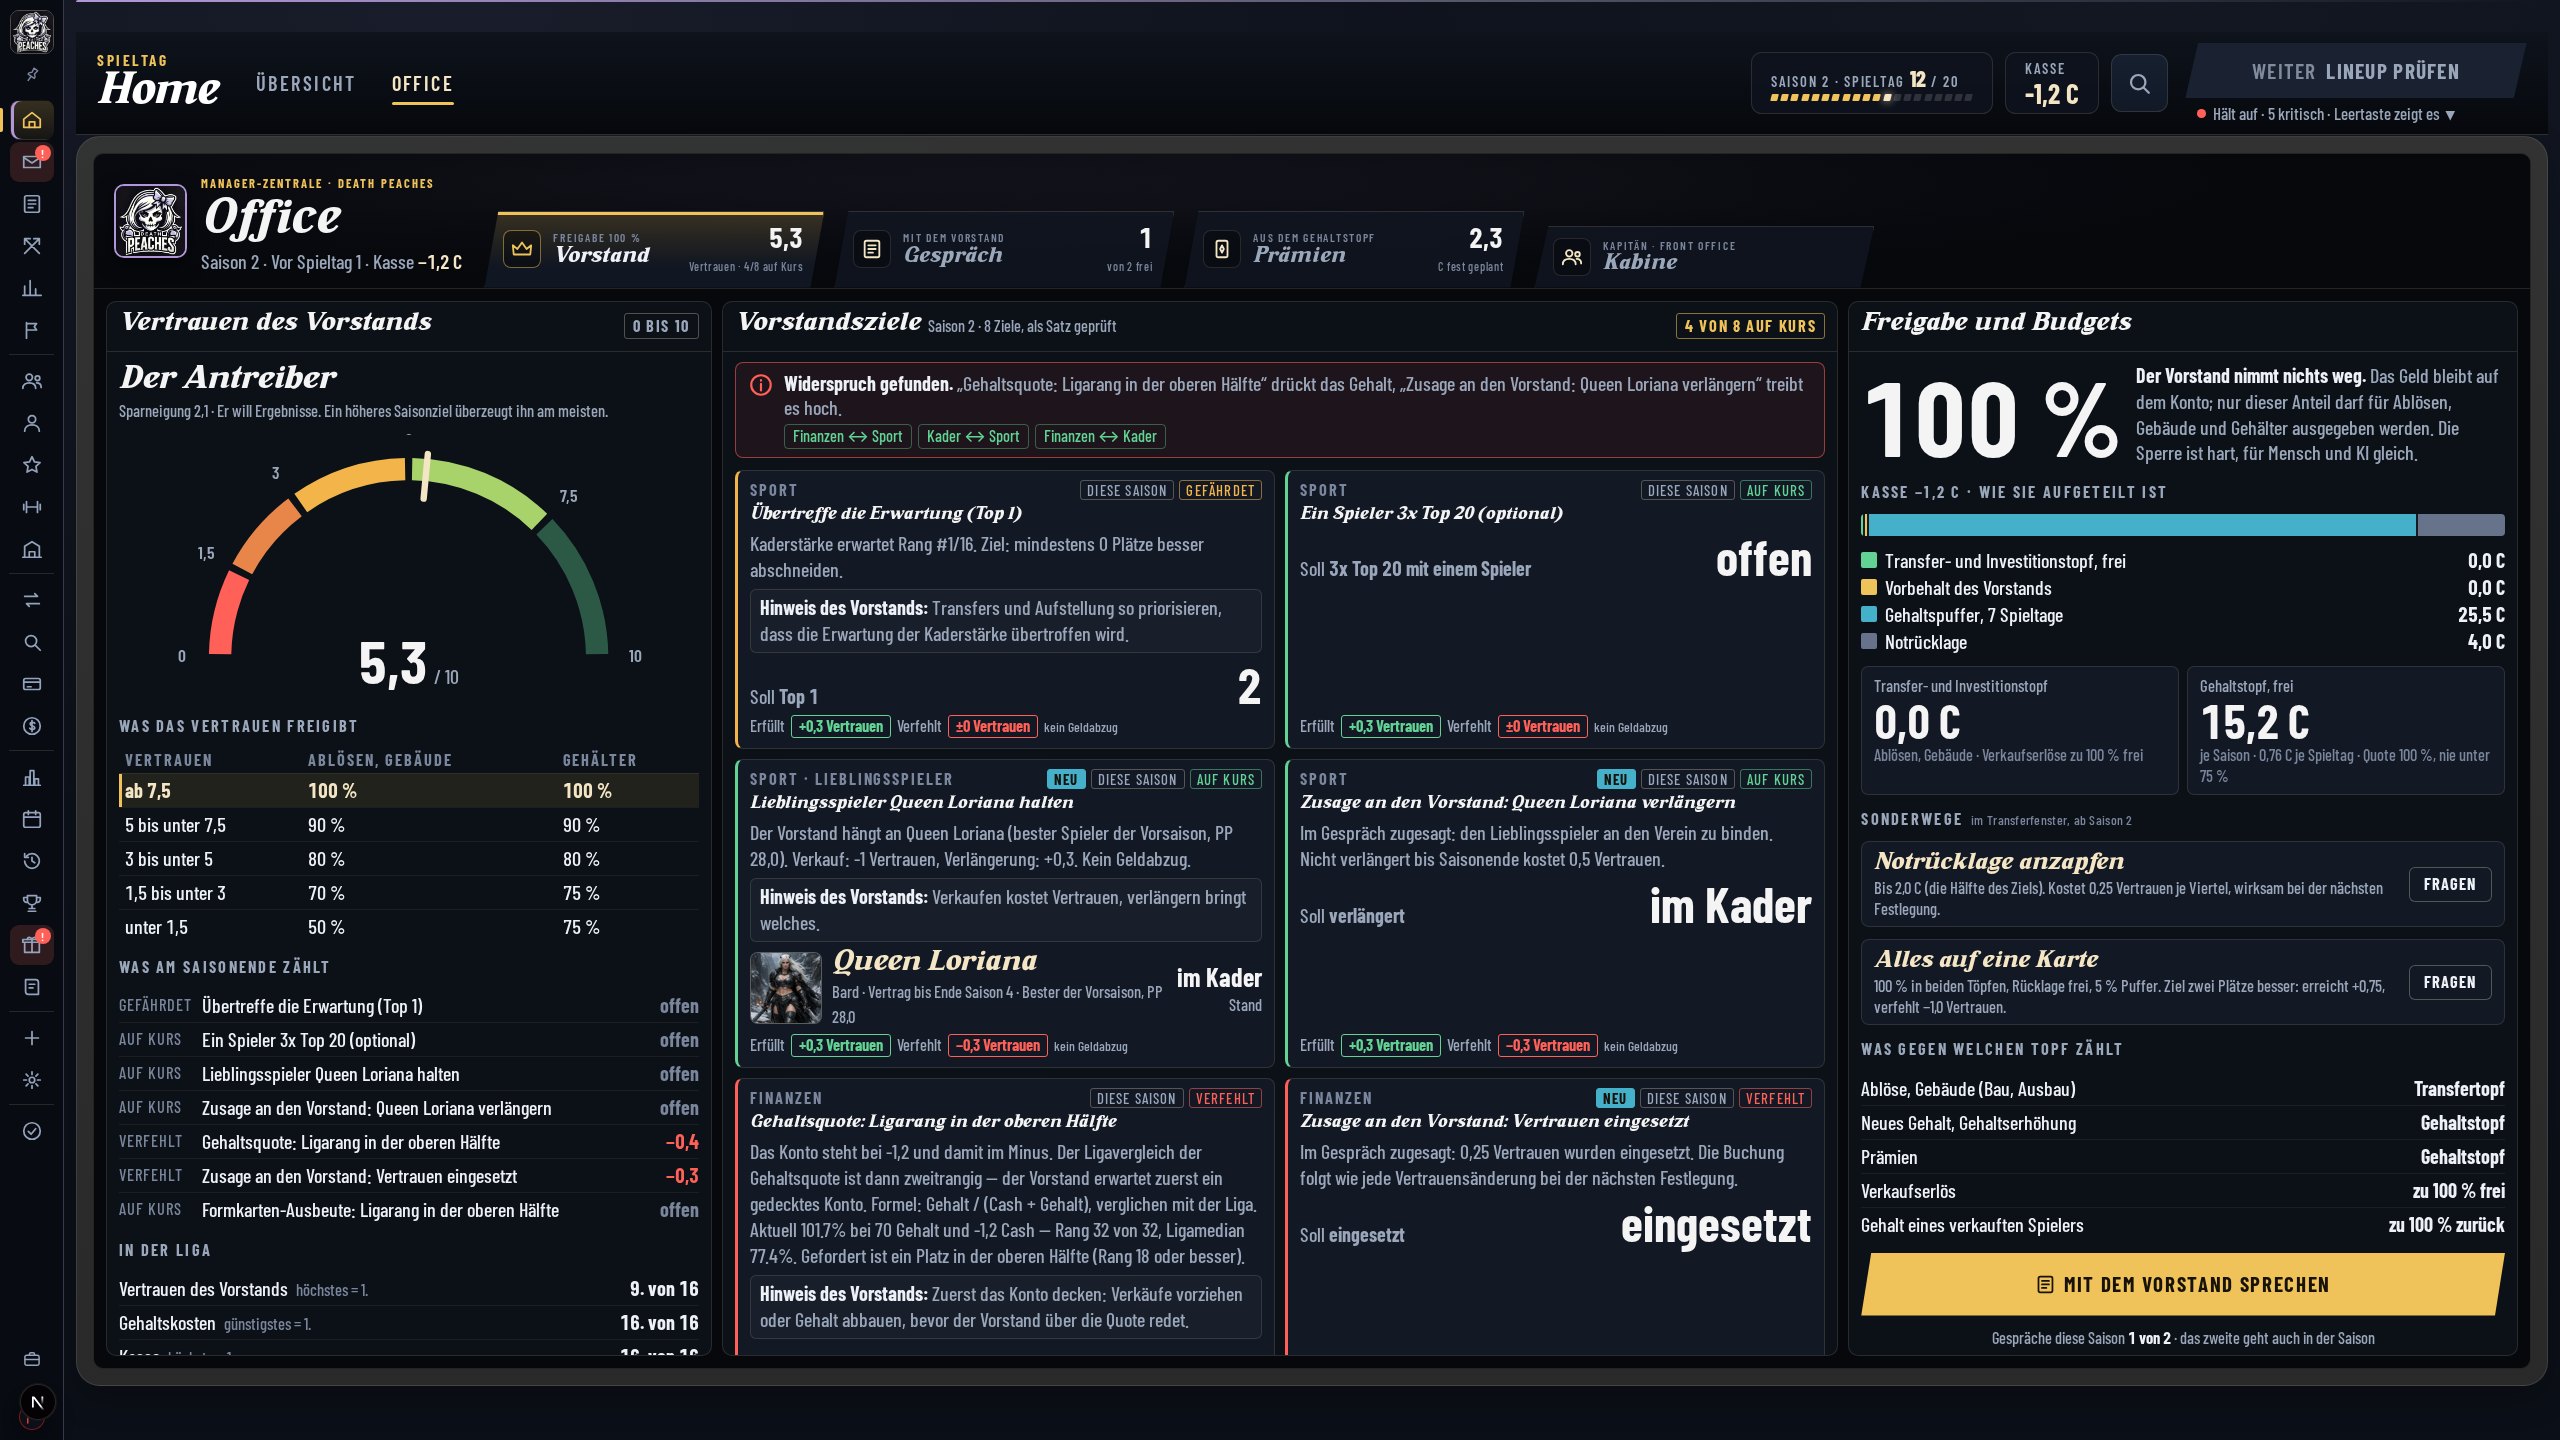 SPIELTAG
Home
ÜBERSICHT
OFFICE
SAISON 2 · SPIELTAG 12 / 20
KASSE
-1,2 C
WEITER LINEUP PRÜFEN
Hält auf · 5 kritisch · Leertaste zeigt es ▼
MANAGER-ZENTRALE · DEATH PEACHES
Office
Saison 2 · Vor Spieltag 1 · Kasse −1,2 C
FREIGABE 100 %
Vorstand
5,3
Vertrauen · 4/8 auf Kurs
MIT DEM VORSTAND
Gespräch
1
von 2 frei
AUS DEM GEHALTSTOPF
Prämien
2,3
C fest geplant
KAPITÄN · FRONT OFFICE
Kabine
Vertrauen des Vorstands
0 BIS 10
Der Antreiber
Sparneigung 2,1 · Er will Ergebnisse. Ein höheres Saisonziel überzeugt ihn am meisten.
0
1,5
3
7,5
10
5,3 / 10
WAS DAS VERTRAUEN FREIGIBT
VERTRAUEN ABLÖSEN, GEBÄUDE GEHÄLTER
ab 7,5 100 % 100 %
5 bis unter 7,5 90 % 90 %
3 bis unter 5 80 % 80 %
1,5 bis unter 3 70 % 75 %
unter 1,5 50 % 75 %
WAS AM SAISONENDE ZÄHLT
GEFÄHRDET Übertreffe die Erwartung (Top 1) offen
AUF KURS Ein Spieler 3x Top 20 (optional) offen
AUF KURS Lieblingsspieler Queen Loriana halten offen
AUF KURS Zusage an den Vorstand: Queen Loriana verlängern offen
VERFEHLT Gehaltsquote: Ligarang in der oberen Hälfte −0,4
VERFEHLT Zusage an den Vorstand: Vertrauen eingesetzt −0,3
AUF KURS Formkarten-Ausbeute: Ligarang in der oberen Hälfte offen
IN DER LIGA
Vertrauen des Vorstands höchstes = 1. 9. von 16
Gehaltskosten günstigstes = 1. 16. von 16
Vorstandsziele Saison 2 · 8 Ziele, als Satz geprüft
4 VON 8 AUF KURS
Widerspruch gefunden. „Gehaltsquote: Ligarang in der oberen Hälfte“ drückt das Gehalt, „Zusage an den Vorstand: Queen Loriana verlängern“ treibt
es hoch.
Finanzen ↔ Sport Kader ↔ Sport Finanzen ↔ Kader
SPORT DIESE SAISON GEFÄHRDET
Übertreffe die Erwartung (Top 1)
Kaderstärke erwartet Rang #1/16. Ziel: mindestens 0 Plätze besser
abschneiden.
Hinweis des Vorstands: Transfers und Aufstellung so priorisieren,
dass die Erwartung der Kaderstärke übertroffen wird.
Soll Top 1 2
Erfüllt +0,3 Vertrauen Verfehlt ±0 Vertrauen kein Geldabzug
SPORT DIESE SAISON AUF KURS
Ein Spieler 3x Top 20 (optional)
Soll 3x Top 20 mit einem Spieler offen
Erfüllt +0,3 Vertrauen Verfehlt ±0 Vertrauen kein Geldabzug
SPORT · LIEBLINGSSPIELER NEU DIESE SAISON AUF KURS
Lieblingsspieler Queen Loriana halten
Der Vorstand hängt an Queen Loriana (bester Spieler der Vorsaison, PP
28,0). Verkauf: -1 Vertrauen, Verlängerung: +0,3. Kein Geldabzug.
Hinweis des Vorstands: Verkaufen kostet Vertrauen, verlängern bringt
welches.
Queen Loriana
Bard · Vertrag bis Ende Saison 4 · Bester der Vorsaison, PP
28,0
im Kader
Stand
Erfüllt +0,3 Vertrauen Verfehlt −0,3 Vertrauen kein Geldabzug
SPORT NEU DIESE SAISON AUF KURS
Zusage an den Vorstand: Queen Loriana verlängern
Im Gespräch zugesagt: den Lieblingsspieler an den Verein zu binden.
Nicht verlängert bis Saisonende kostet 0,5 Vertrauen.
Soll verlängert im Kader
Erfüllt +0,3 Vertrauen Verfehlt −0,3 Vertrauen kein Geldabzug
FINANZEN DIESE SAISON VERFEHLT
Gehaltsquote: Ligarang in der oberen Hälfte
Das Konto steht bei -1,2 und damit im Minus. Der Ligavergleich der
Gehaltsquote ist dann zweitrangig — der Vorstand erwartet zuerst ein
gedecktes Konto. Formel: Gehalt / (Cash + Gehalt), verglichen mit der Liga.
Aktuell 101.7% bei 70 Gehalt und -1,2 Cash — Rang 32 von 32, Ligamedian
77.4%. Gefordert ist ein Platz in der oberen Hälfte (Rang 18 oder besser).
Hinweis des Vorstands: Zuerst das Konto decken: Verkäufe vorziehen
oder Gehalt abbauen, bevor der Vorstand über die Quote redet.
FINANZEN NEU DIESE SAISON VERFEHLT
Zusage an den Vorstand: Vertrauen eingesetzt
Im Gespräch zugesagt: 0,25 Vertrauen wurden eingesetzt. Die Buchung
folgt wie jede Vertrauensänderung bei der nächsten Festlegung.
Soll eingesetzt eingesetzt
Freigabe und Budgets
100 %
Der Vorstand nimmt nichts weg. Das Geld bleibt auf
dem Konto; nur dieser Anteil darf für Ablösen,
Gebäude und Gehälter ausgegeben werden. Die
Sperre ist hart, für Mensch und KI gleich.
KASSE −1,2 C · WIE SIE AUFGETEILT IST
Transfer- und Investitionstopf, frei 0,0 C
Vorbehalt des Vorstands 0,0 C
Gehaltspuffer, 7 Spieltage 25,5 C
Notrücklage 4,0 C
Transfer- und Investitionstopf
0,0 C
Ablösen, Gebäude · Verkaufserlöse zu 100 % frei
Gehaltstopf, frei
15,2 C
je Saison · 0,76 C je Spieltag · Quote 100 %, nie unter
75 %
SONDERWEGE im Transferfenster, ab Saison 2
Notrücklage anzapfen
Bis 2,0 C (die Hälfte des Ziels). Kostet 0,25 Vertrauen je Viertel, wirksam bei der nächsten
Festlegung.
FRAGEN
Alles auf eine Karte
100 % in beiden Töpfen, Rücklage frei, 5 % Puffer. Ziel zwei Plätze besser: erreicht +0,75,
verfehlt −1,0 Vertrauen.
FRAGEN
WAS GEGEN WELCHEN TOPF ZÄHLT
Ablöse, Gebäude (Bau, Ausbau) Transfertopf
Neues Gehalt, Gehaltserhöhung Gehaltstopf
Prämien Gehaltstopf
Verkaufserlös zu 100 % frei
Gehalt eines verkauften Spielers zu 100 % zurück
MIT DEM VORSTAND SPRECHEN
Gespräche diese Saison 1 von 2 · das zweite geht auch in der Saison